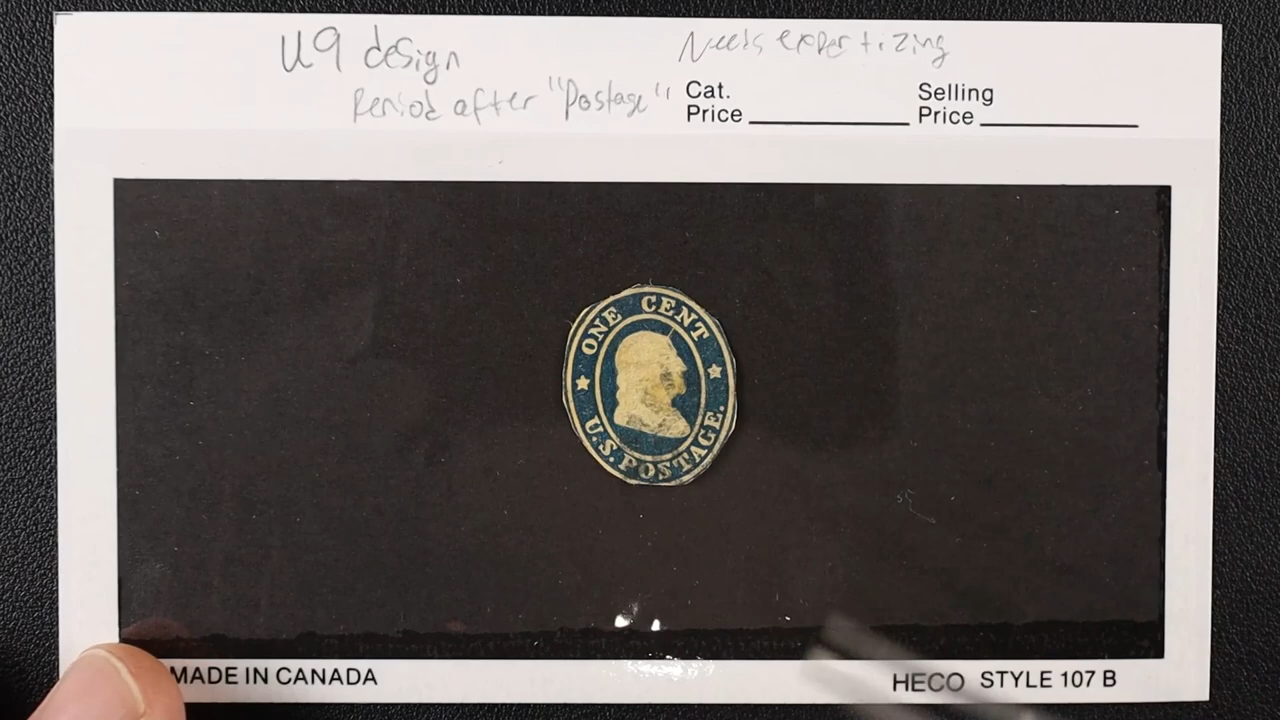 U9 design
Needs expertizing
Period after "Postage"
Cat.
Price
Selling
Price
ONE CENT
U.S. POSTAGE.
MADE IN CANADA
HECO STYLE 107 B